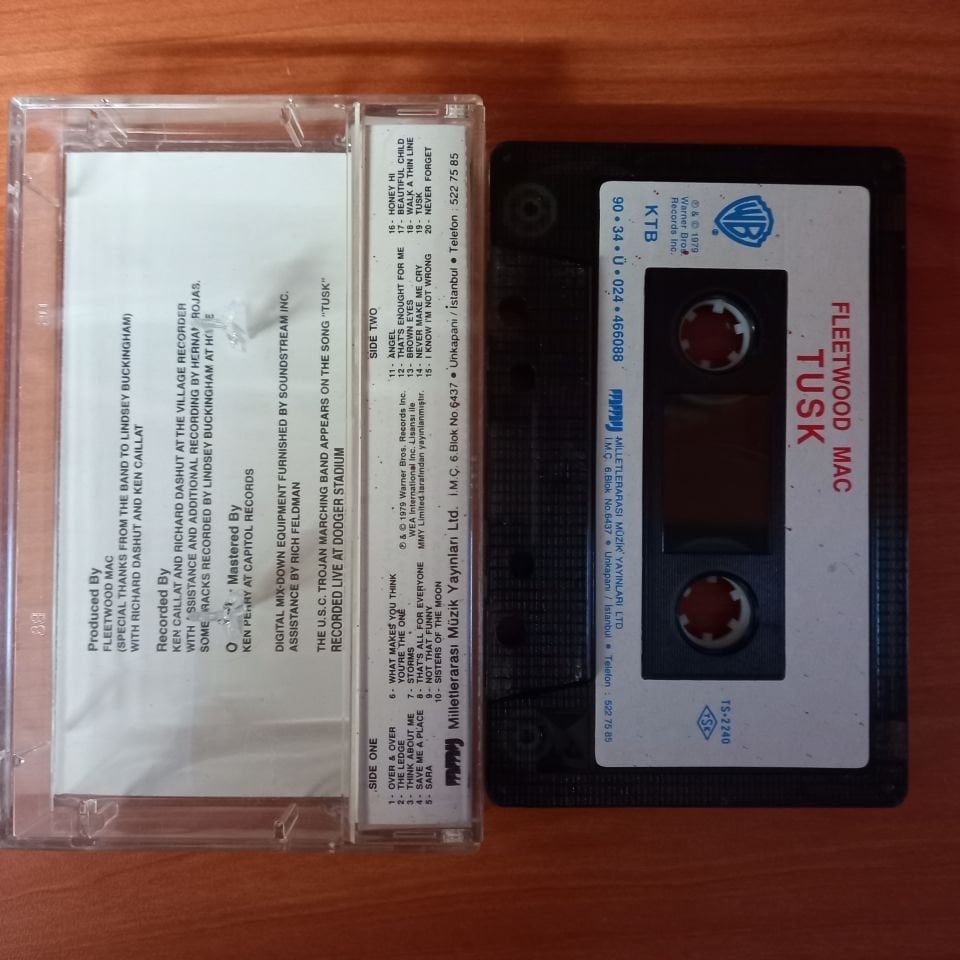 Produced By
FLEETWOOD MAC
(SPECIAL THANKS FROM THE BAND TO LINDSEY BUCKINGHAM)
WITH RICHARD DASHUT AND KEN CAILLAT
Recorded By
KEN CAILLAT AND RICHARD DASHUT AT THE VILLAGE RECORDER
WITH ASSISTANCE AND ADDITIONAL RECORDING BY HERNAN ROJAS.
SOME TRACKS RECORDED BY LINDSEY BUCKINGHAM AT
Mastered By
KEN PERRY AT CAPITOL RECORDS
DIGITAL MIX-DOWN EQUIPMENT FURNISHED BY SOUNDSTREAM INC.
ASSISTANCE BY RICH FELDMAN
THE U.S.C. TROJAN MARCHING BAND APPEARS ON THE SONG "TUSK"
RECORDED LIVE AT DODGER STADIUM
SIDE ONE
1 - OVER & OVER
2 - THE LEDGE
3 - THINK ABOUT ME
4 - SAVE ME A PLACE
5 - SARA
6 - WHAT MAKES YOU THINK
YOU'RE THE ONE
7 - STORMS
8 - THAT'S ALL FOR EVERYONE
9 - NOT THAT FUNNY
10 - SISTERS OF THE MOON
℗ & © 1979 Warner Bros. Records Inc.
WEA International Inc. Lisansı ile
MMY Limited tarafından yayınlanmıştır.
SIDE TWO
11 - ANGEL
12 - THAT'S ENOUGHT FOR ME
13 - BROWN EYES
14 - NEVER MAKE ME CRY
15 - I KNOW I'M NOT WRONG
16 - HONEY HI
17 - BEAUTIFUL CHILD
18 - WALK A THIN LINE
19 - TUSK
20 - NEVER FORGET
mmy Milletlerarası Müzik Yayınları Ltd. İ.M.Ç. 6.Blok No.6437 • Unkapanı / İstanbul • Telefon : 522 75 85
FLEETWOOD MAC
TUSK
WB ®
℗ & © 1979
Warner Bros.
Records Inc.
KTB
90 • 34 • Ü • 024 • 466088
mmy MİLLETLERARASI MÜZİK YAYINLARI LTD
İ.M.Ç. 6.Blok No.6437 • Unkapanı / İstanbul • Telefon : 522 75 85
TS•2240
TSE